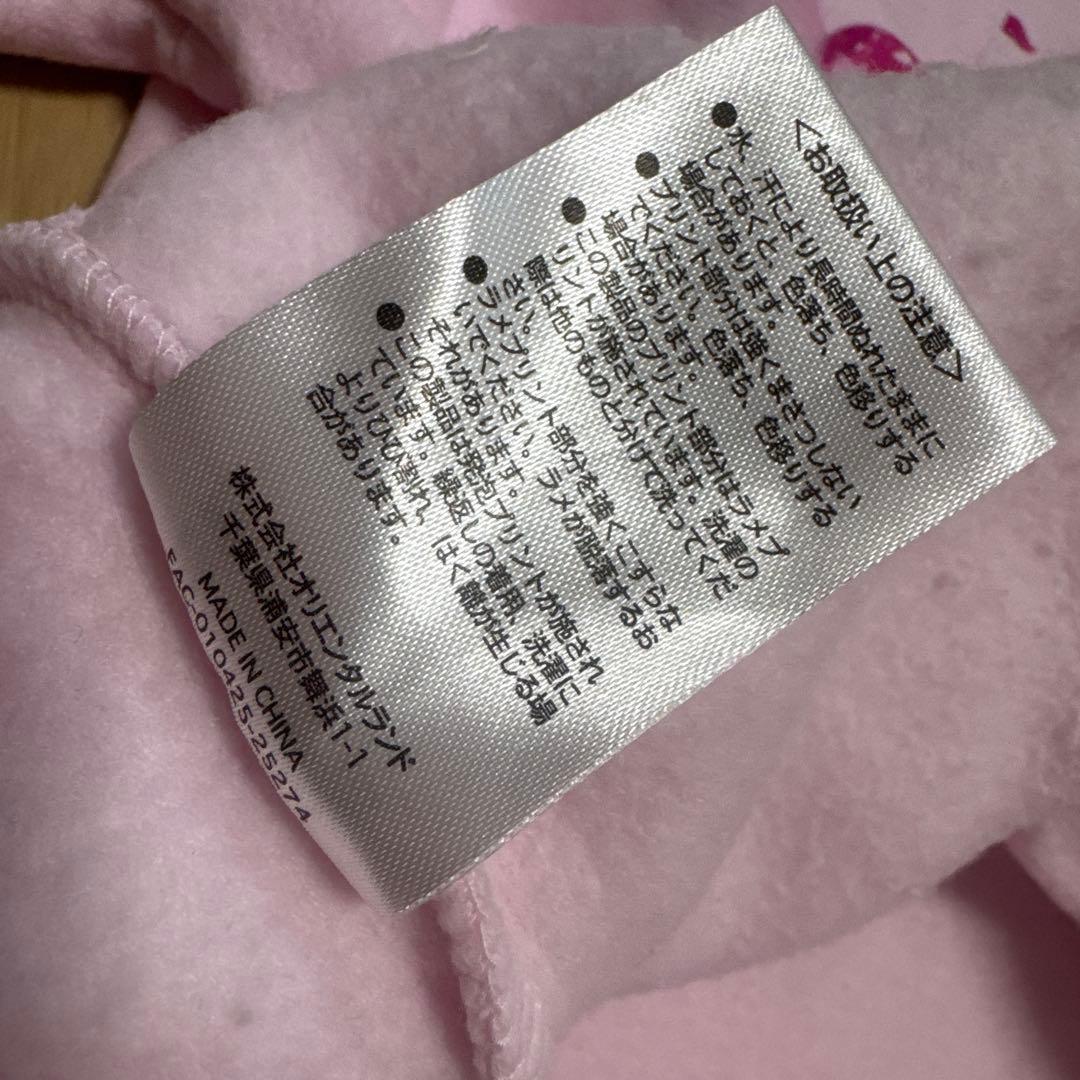 <お取扱い上の注意>
●水、汗により長時間ぬれたままに
しておくと、色落ち、色移りする
場合があります。
●プリント部分は強くまさつしない
でください、色落ち、色移りする
場合があります。
●この製品のプリント部分はラメプ
リントが施されています。洗濯の
際は他のものと分けて洗ってくだ
さい。
●ラメプリント部分を強くこすらな
いでください。ラメが脱落するお
それがあります。
●この製品は発泡プリントが施され
ています。繰返しの着用、洗濯に
よりひび割れ、はく離が生じる場
合があります。
株式会社オリエンタルランド
千葉県浦安市舞浜1-1
MADE IN CHINA
EAC-010425-25274